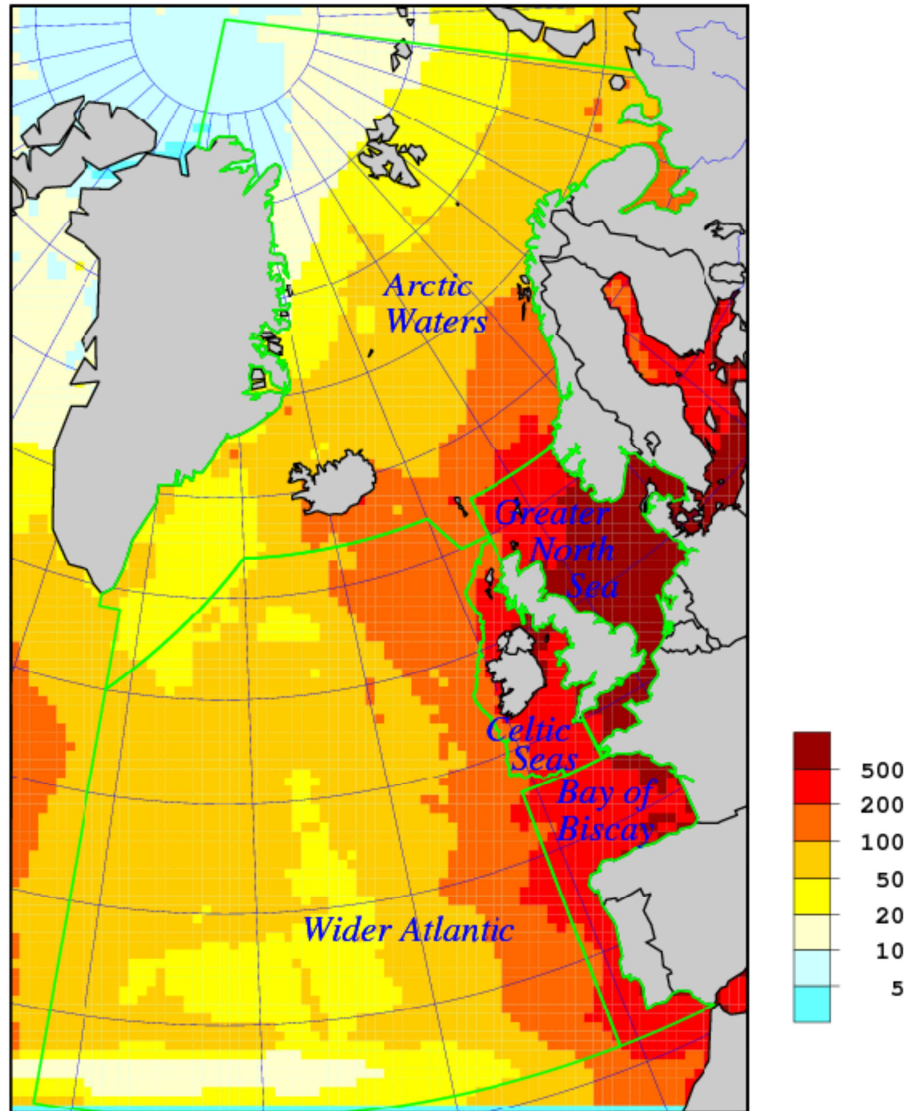 Arctic
Waters
Greater
North
Sea
Celtic
Seas
Bay of
Biscay
Wider Atlantic
500
200
100
50
20
10
5